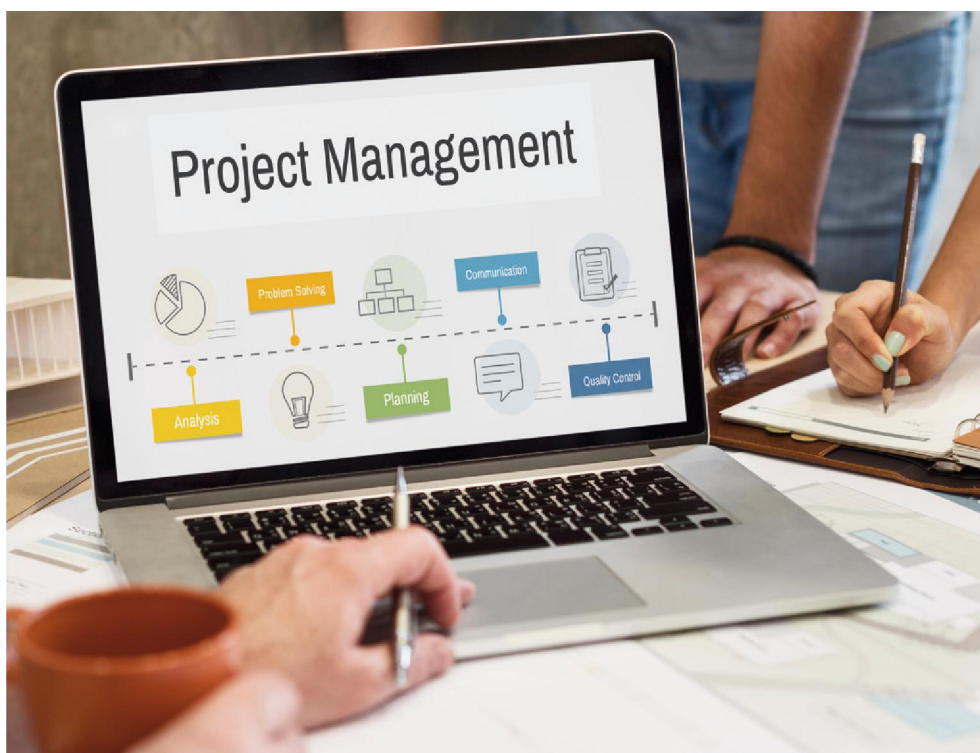 Project Management
Problem Solving
Communication
Analysis
Planning
Quality Control